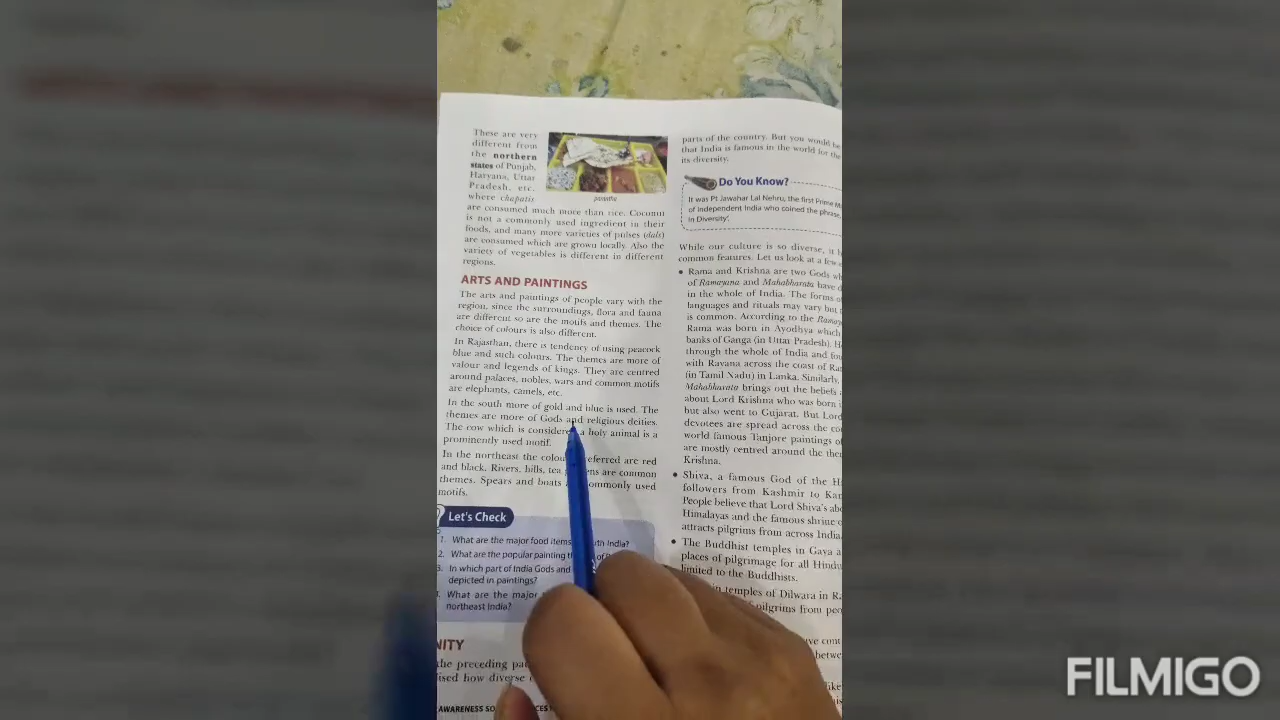 These are very
different from
the northern
states of Punjab,
Haryana, Uttar
Pradesh, etc.
where chapatis
are consumed much more than rice. Coconut
is not a commonly used ingredient in their
foods, and many more varieties of pulses (dals)
are consumed which are grown locally. Also the
variety of vegetables is different in different
regions.
parantha
ARTS AND PAINTINGS
The arts and paintings of people vary with the
region, since the surroundings, flora and fauna
are different so are the motifs and themes. The
choice of colours is also different.
In Rajasthan, there is tendency of using peacock
blue and such colours. The themes are more of
valour and legends of kings. They are centred
around palaces, nobles, wars and common motifs
are elephants, camels, etc.
In the south more of gold and blue is used. The
themes are more of Gods and religious deities.
The cow which is considere a holy animal is a
prominently used motif.
In the northeast the colou referred are red
and black. Rivers, hills, tea ens are common
themes. Spears and boats commonly used
motifs.
Let's Check
1. What are the major food items uth India?
2. What are the popular painting th of
3. In which part of India Gods and
depicted in paintings?
What are the major
northeast India?
NITY
the preceding pa
ised how diverse
AWARENESS SO CES
parts of the country. But you would be
that India is famous in the world for the
its diversity.
Do You Know?
It was Pt Jawahar Lal Nehru, the first Prime M
of independent India who coined the phrase,
in Diversity'.
While our culture is so diverse, it h
common features. Let us look at a few
• Rama and Krishna are two Gods wh
of Ramayana and Mahabharata have d
in the whole of India. The forms of
languages and rituals may vary but
is common. According to the Ramay
Rama was born in Ayodhya which
banks of Ganga (in Uttar Pradesh). H
through the whole of India and fou
with Ravana across the coast of Ra
(in Tamil Nadu) in Lanka. Similarly,
Mahabharata brings out the beliefs a
about Lord Krishna who was born i
but also went to Gujarat. But Lord
devotees are spread across the co
world famous Tanjore paintings of
are mostly centred around the the
Krishna.
• Shiva, a famous God of the H
followers from Kashmir to Kan
People believe that Lord Shiva's abo
Himalayas and the famous shrine o
attracts pilgrims from across India.
• The Buddhist temples in Gaya a
places of pilgrimage for all Hindu
limited to the Buddhists.
in temples of Dilwara in Ra
pilgrims from peo
ave cont
betwe
like
FILMIGO